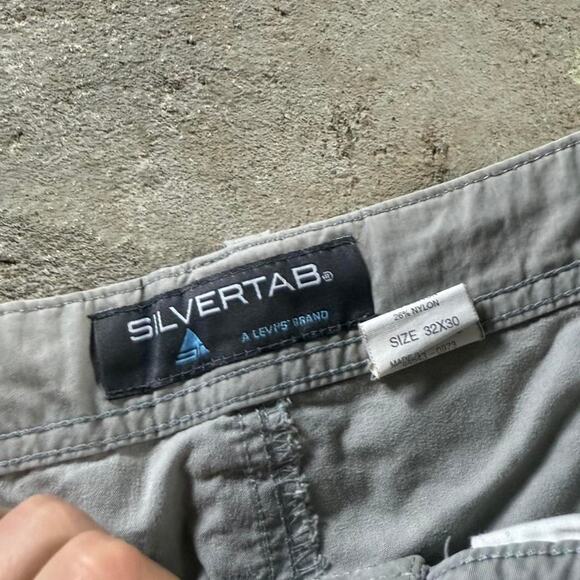 SILVERTAB®
A LEVI'S® BRAND
26% NYLON
SIZE 32X30